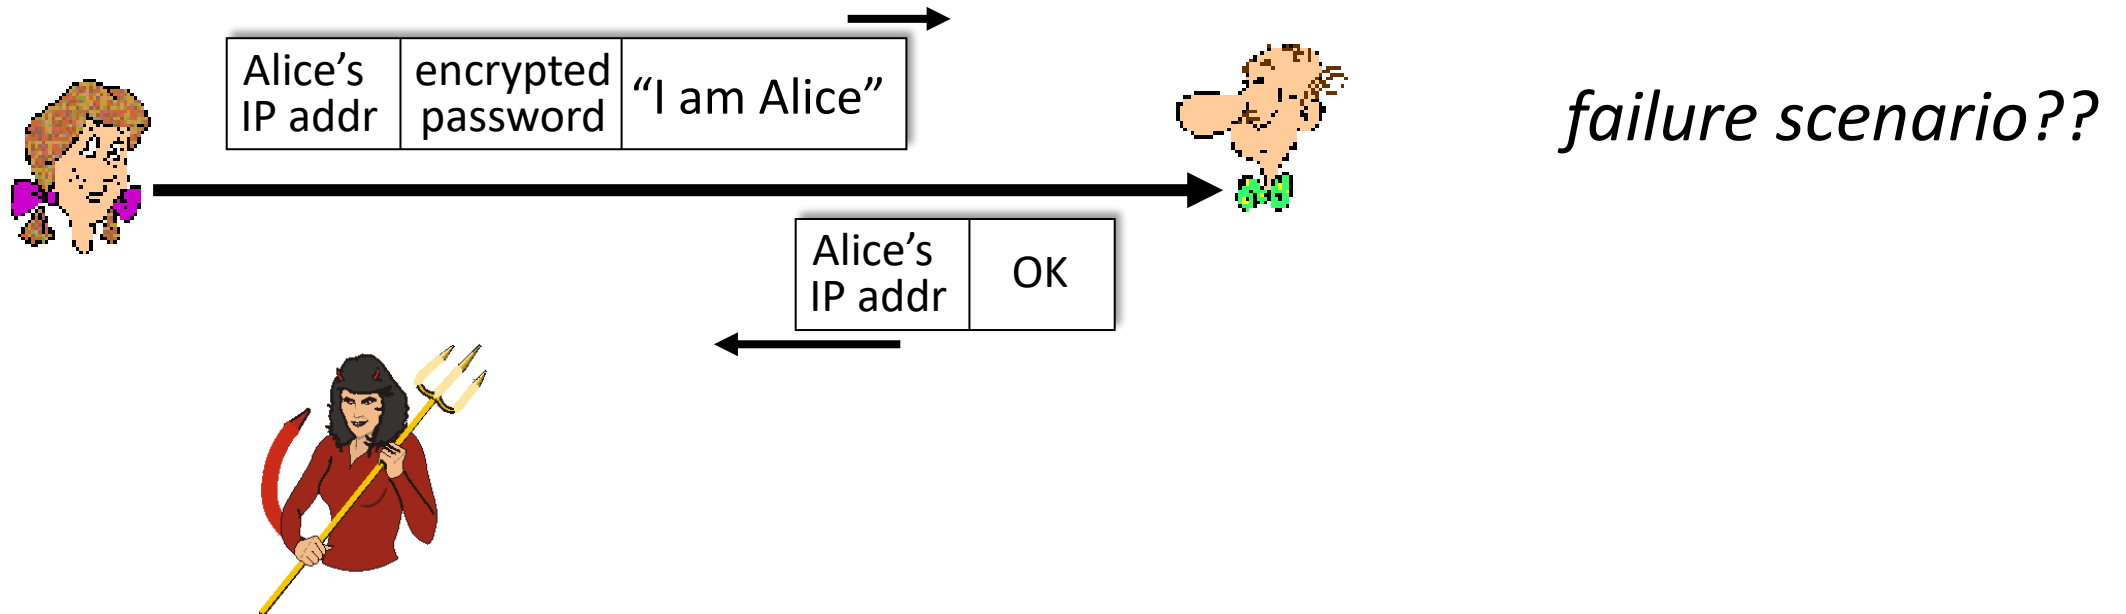 Alice’s
IP addr
encrypted
password
“I am Alice”
failure scenario??
Alice’s
IP addr
OK